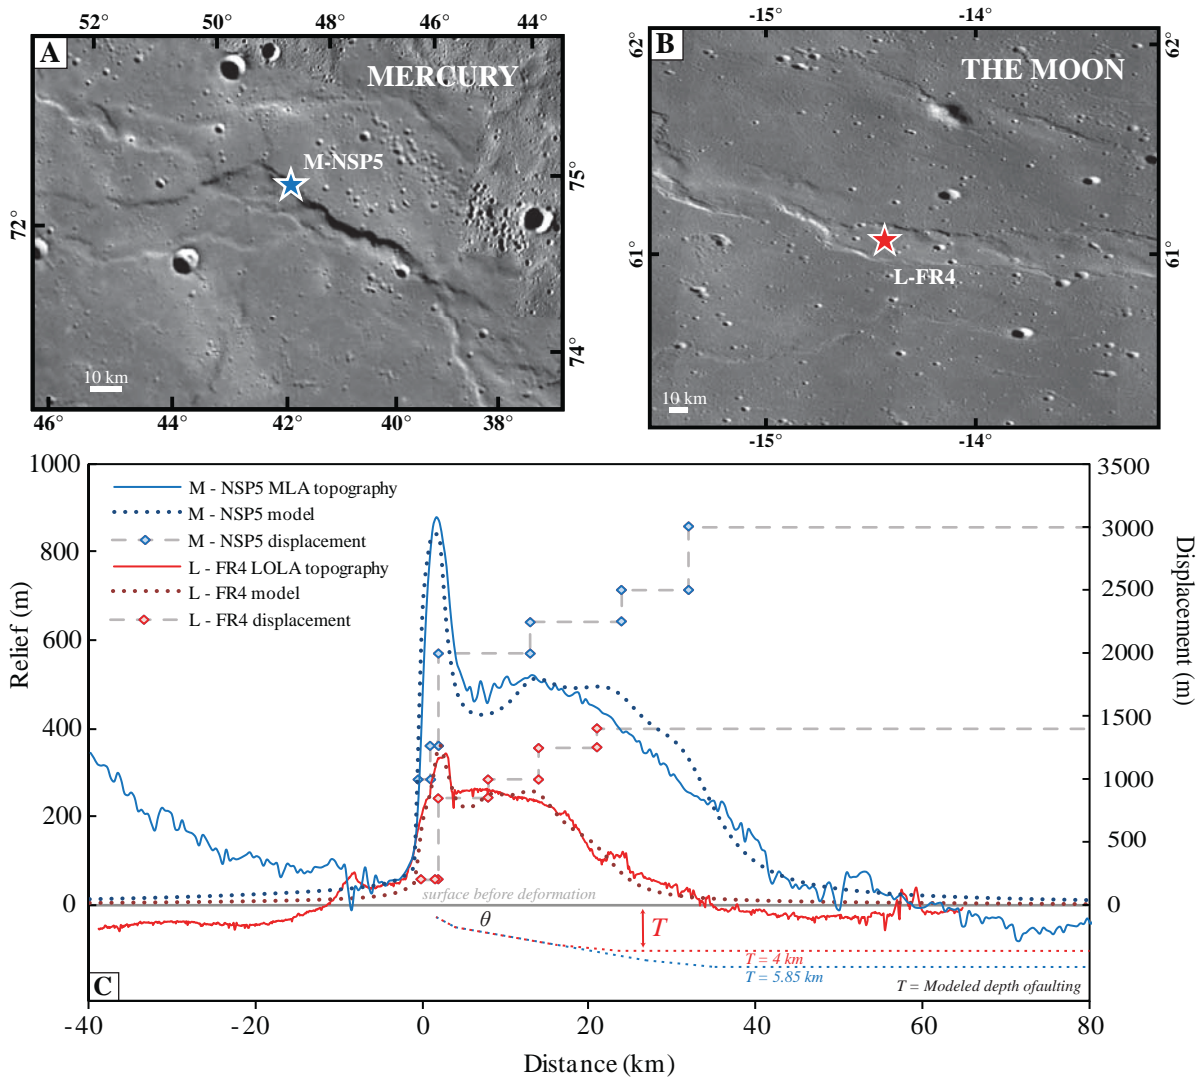 52° 50° 48° 46° 44°
A
MERCURY
M-NSP5
75°
72°
74°
10 km
46° 44° 42° 40° 38°
-15° -14°
B
THE MOON
62° 62°
61° 61°
L-FR4
10 km
-15° -14°
1000
800
600
400
200
0
Relief (m)
3500
3000
2500
2000
1500
1000
500
0
Displacement (m)
M - NSP5 MLA topography
M - NSP5 model
M - NSP5 displacement
L - FR4 LOLA topography
L - FR4 model
L - FR4 displacement
surface before deformation
θ
T
T = 4 km
T = 5.85 km
T = Modeled depth ofaulting
C
-40 -20 0 20 40 60 80
Distance (km)